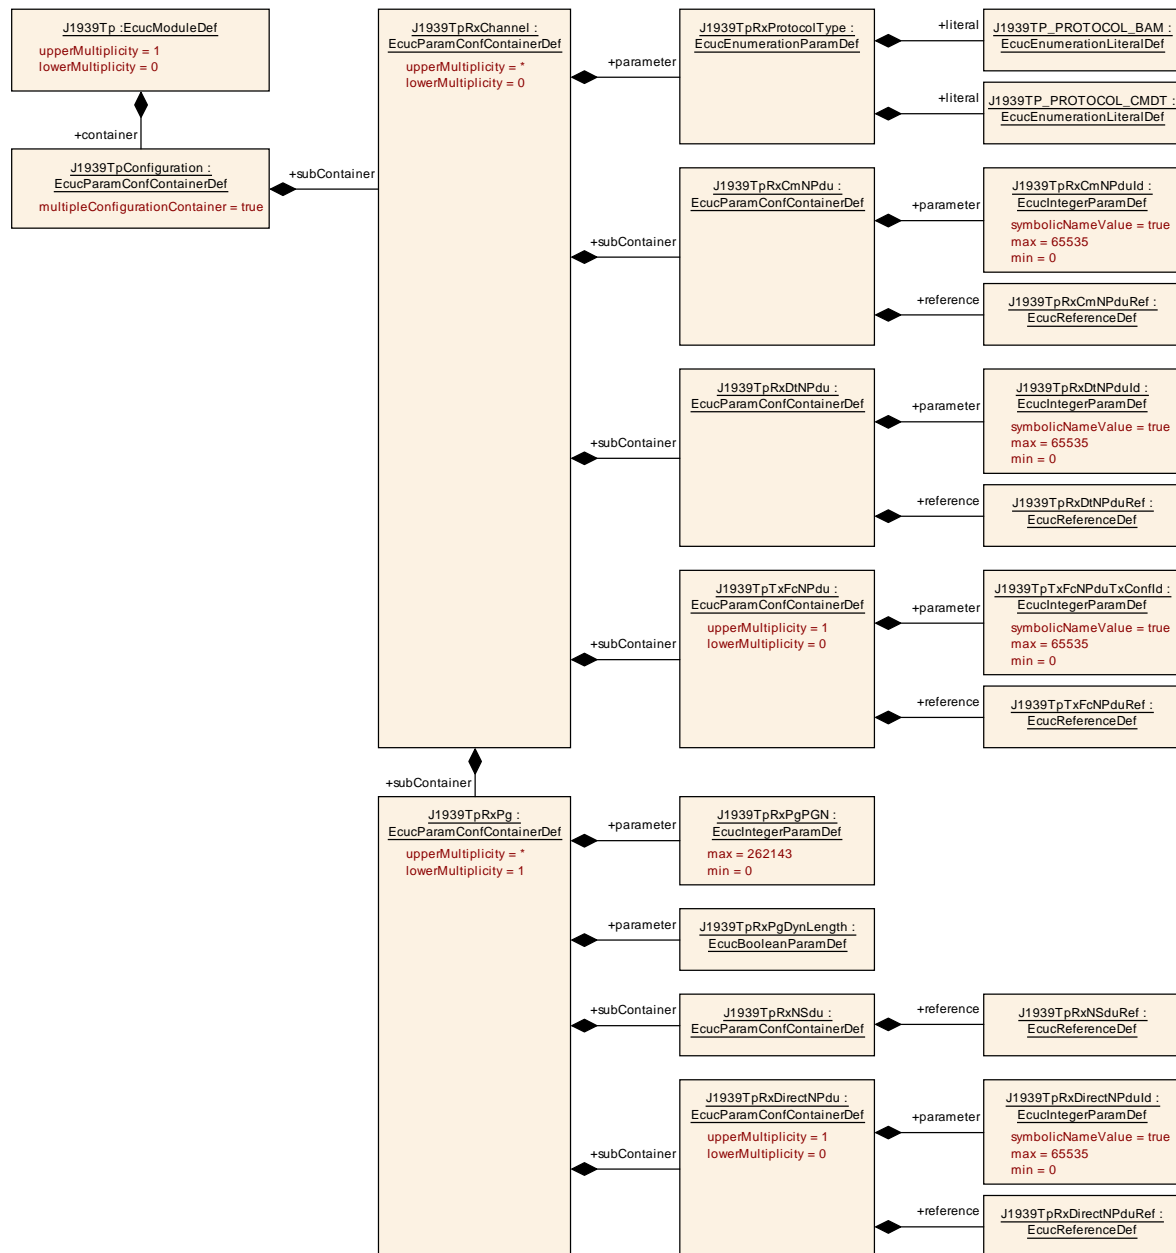 J1939Tp :EcucModuleDef
upperMultiplicity = 1
lowerMultiplicity = 0
+container
J1939TpConfiguration :
EcucParamConfContainerDef
multipleConfigurationContainer = true
+subContainer
J1939TpRxChannel :
EcucParamConfContainerDef
upperMultiplicity = *
lowerMultiplicity = 0
+parameter
J1939TpRxProtocolType :
EcucEnumerationParamDef
+literal
J1939TP_PROTOCOL_BAM :
EcucEnumerationLiteralDef
+literal
J1939TP_PROTOCOL_CMDT :
EcucEnumerationLiteralDef
+subContainer
J1939TpRxCmNPdu :
EcucParamConfContainerDef
+parameter
J1939TpRxCmNPduId :
EcucIntegerParamDef
symbolicNameValue = true
max = 65535
min = 0
+reference
J1939TpRxCmNPduRef :
EcucReferenceDef
+subContainer
J1939TpRxDtNPdu :
EcucParamConfContainerDef
+parameter
J1939TpRxDtNPduId :
EcucIntegerParamDef
symbolicNameValue = true
max = 65535
min = 0
+reference
J1939TpRxDtNPduRef :
EcucReferenceDef
+subContainer
J1939TpTxFcNPdu :
EcucParamConfContainerDef
upperMultiplicity = 1
lowerMultiplicity = 0
+parameter
J1939TpTxFcNPduTxConfId :
EcucIntegerParamDef
symbolicNameValue = true
max = 65535
min = 0
+reference
J1939TpTxFcNPduRef :
EcucReferenceDef
+subContainer
J1939TpRxPg :
EcucParamConfContainerDef
upperMultiplicity = *
lowerMultiplicity = 1
+parameter
J1939TpRxPgPGN :
EcucIntegerParamDef
max = 262143
min = 0
+parameter
J1939TpRxPgDynLength :
EcucBooleanParamDef
+subContainer
J1939TpRxNSdu :
EcucParamConfContainerDef
+reference
J1939TpRxNSduRef :
EcucReferenceDef
+subContainer
J1939TpRxDirectNPdu :
EcucParamConfContainerDef
upperMultiplicity = 1
lowerMultiplicity = 0
+parameter
J1939TpRxDirectNPduId :
EcucIntegerParamDef
symbolicNameValue = true
max = 65535
min = 0
+reference
J1939TpRxDirectNPduRef :
EcucReferenceDef